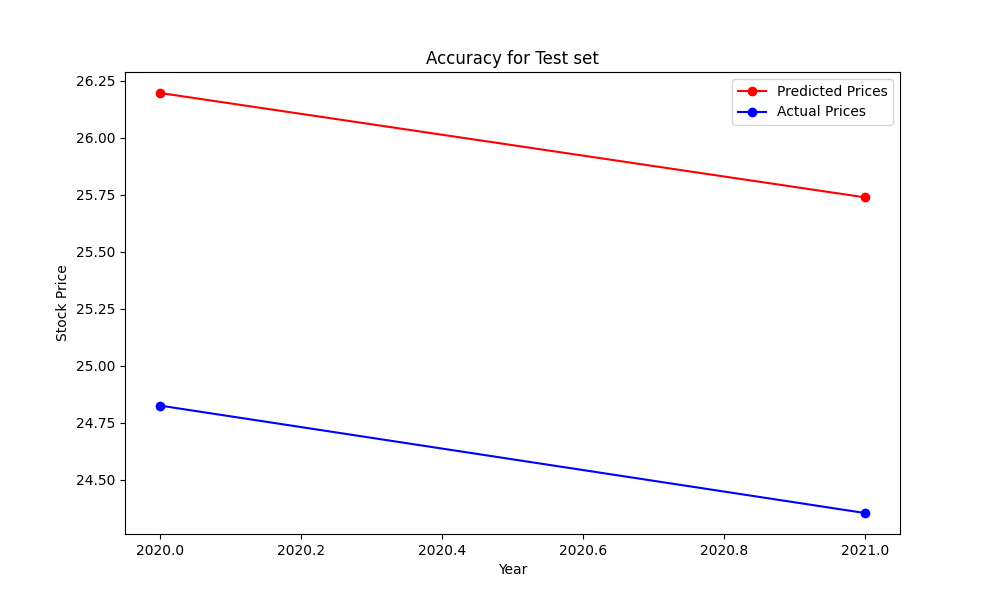 Accuracy for Test set
Predicted Prices
Actual Prices
Stock Price
26.25
26.00
25.75
25.50
25.25
25.00
24.75
24.50
2020.0 2020.2 2020.4 2020.6 2020.8 2021.0
Year